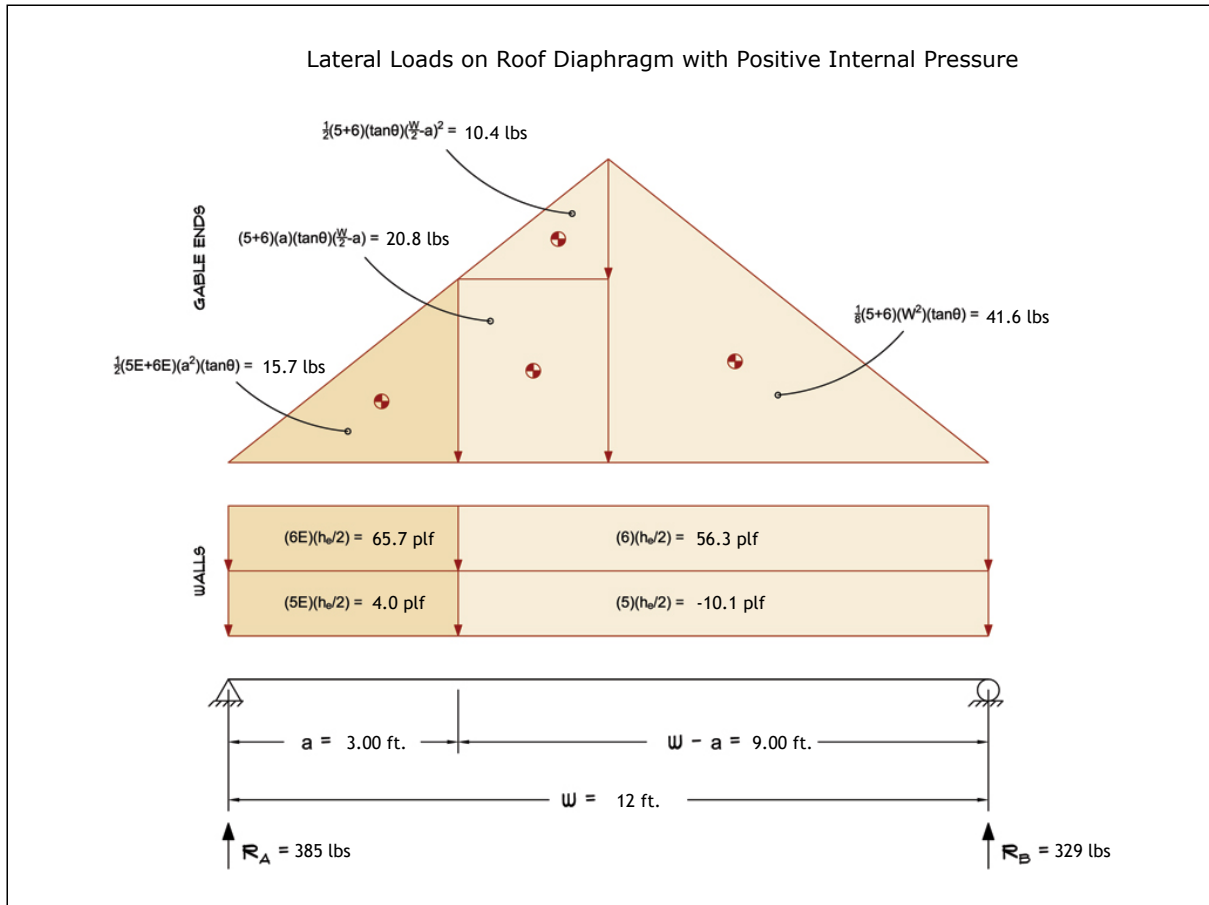 Lateral Loads on Roof Diaphragm with Positive Internal Pressure
½(5+6)(tanθ)(W/2-a)² = 10.4 lbs
GABLE ENDS
(5+6)(a)(tanθ)(W/2-a) = 20.8 lbs
⅛(5+6)(W²)(tanθ) = 41.6 lbs
½(5E+6E)(a²)(tanθ) = 15.7 lbs
WALLS
(6E)(hₑ/2) = 65.7 plf
(6)(hₑ/2) = 56.3 plf
(5E)(hₑ/2) = 4.0 plf
(5)(hₑ/2) = -10.1 plf
a = 3.00 ft.
W - a = 9.00 ft.
W = 12 ft.
R_A = 385 lbs
R_B = 329 lbs